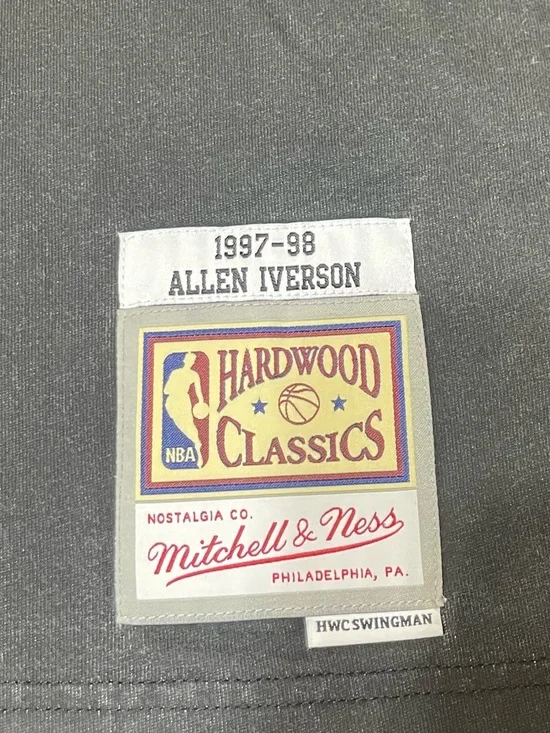 1997-98
ALLEN IVERSON
HARDWOOD
CLASSICS
NBA
NOSTALGIA CO.
Mitchell & Ness
PHILADELPHIA, PA.
HWC SWINGMAN